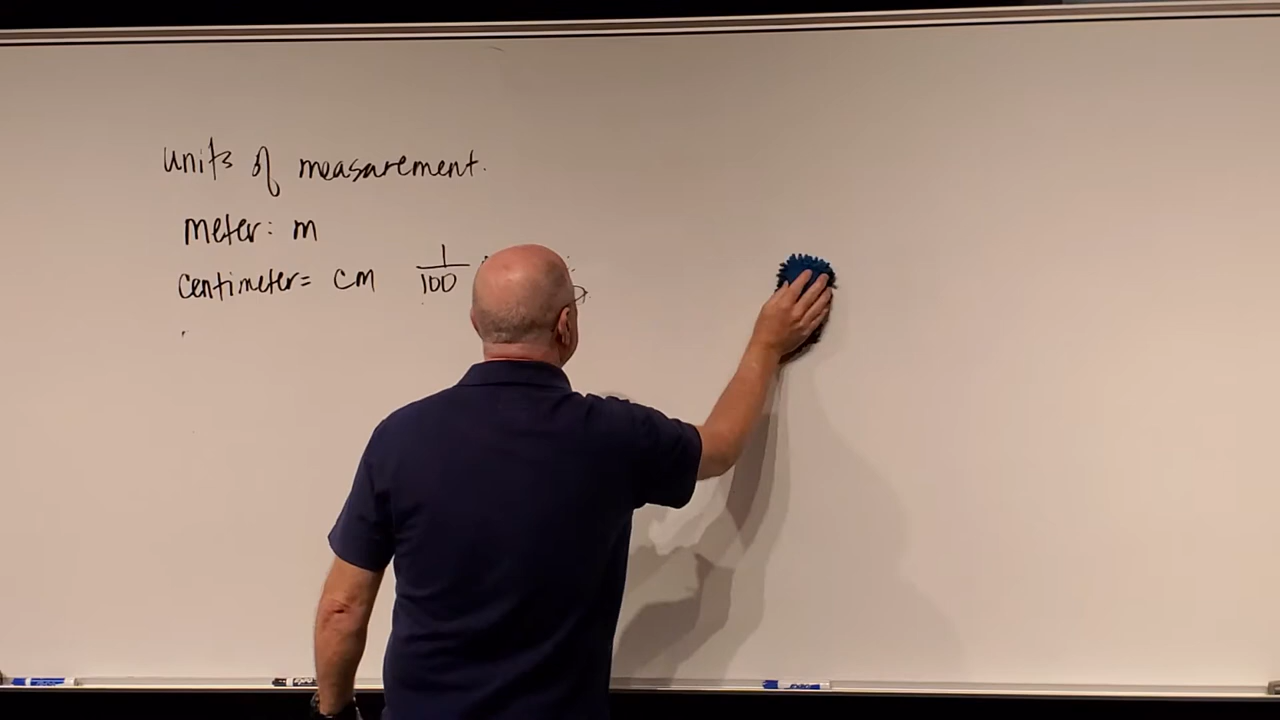 units of measurement.
meter: m
centimeter= cm 1/100